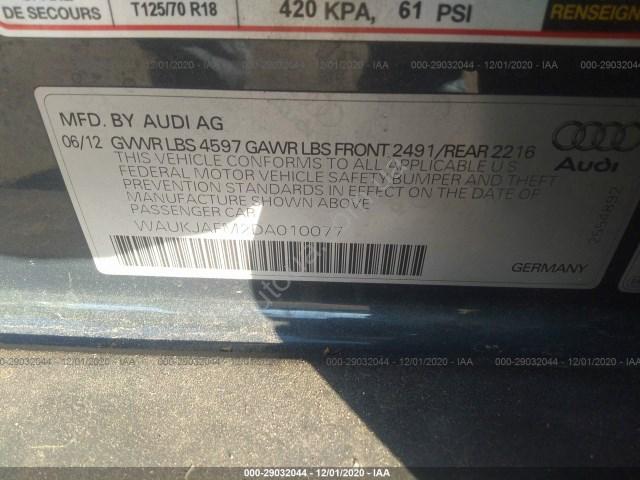 DE SECOURS T125/70 R18 420 KPA, 61 PSI RENSEIGN
000-29032044 - 12/01/2020 - IAA
MFD. BY AUDI AG
06/12 GVWR LBS 4597 GAWR LBS FRONT 2491/REAR 2216
THIS VEHICLE CONFORMS TO ALL APPLICABLE U.S.
FEDERAL MOTOR VEHICLE SAFETY BUMPER AND THEFT
PREVENTION STANDARDS IN EFFECT ON THE DATE OF
MANUFACTURE SHOWN ABOVE
PASSENGER CAR
WAUKJAFM2DA010077
Audi
GERMANY
000-29032044 - 12/01/2020 - IAA
000-29032044 - 12/01/2020 - IAA